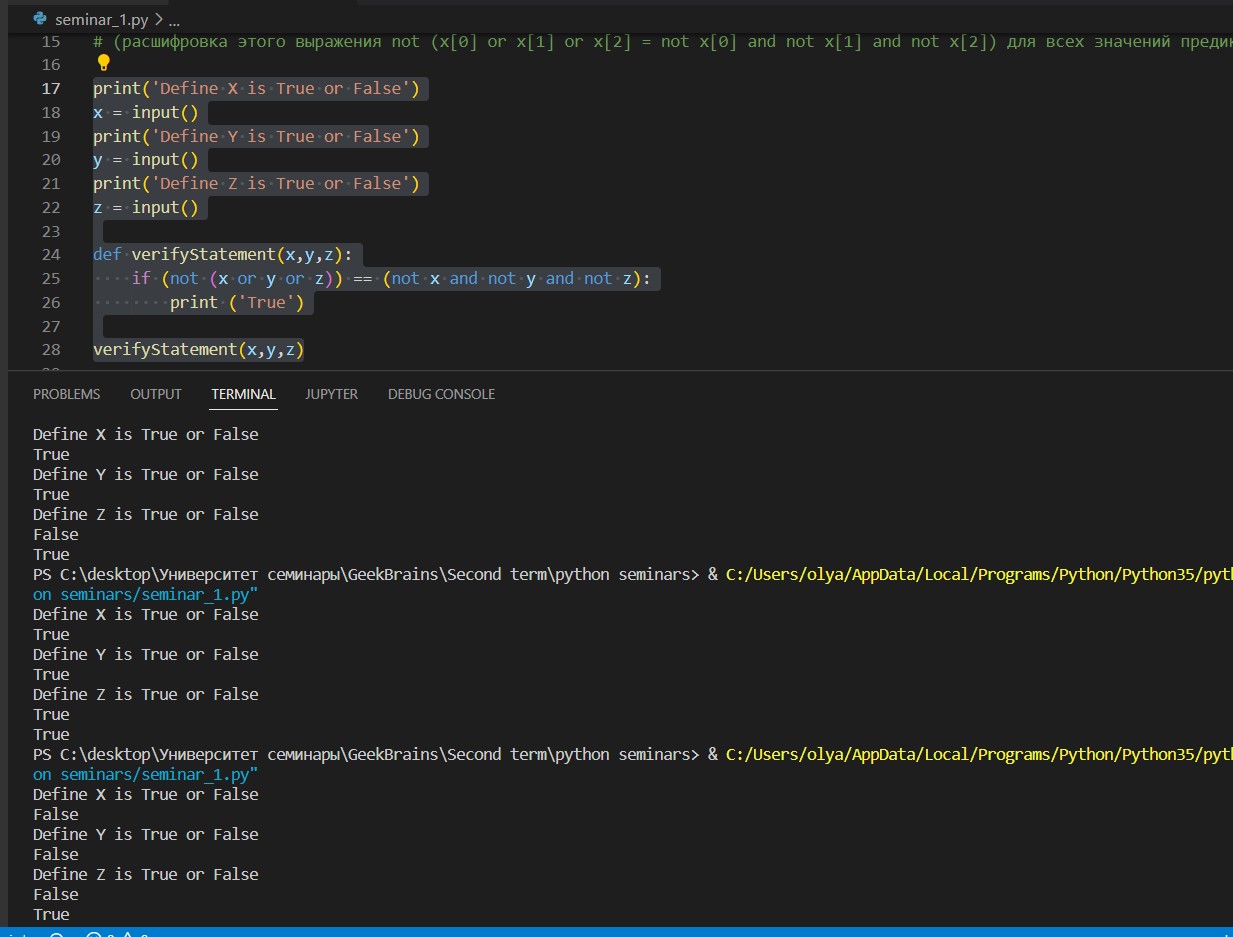 seminar_1.py > ...
15 # (расшифровка этого выражения not (x[0] or x[1] or x[2] = not x[0] and not x[1] and not x[2]) для всех значений
16
17 print('Define X is True or False')
18 x = input()
19 print('Define Y is True or False')
20 y = input()
21 print('Define Z is True or False')
22 z = input()
23
24 def verifyStatement(x,y,z):
25 if (not (x or y or z)) == (not x and not y and not z):
26 print ('True')
27
28 verifyStatement(x,y,z)
PROBLEMS OUTPUT TERMINAL JUPYTER DEBUG CONSOLE
Define X is True or False
True
Define Y is True or False
True
Define Z is True or False
False
True
PS C:\desktop\Университет семинары\GeekBrains\Second term\python seminars> & C:/Users/olya/AppData/Local/Programs/Python/Python35/pyt
on seminars/seminar_1.py"
Define X is True or False
True
Define Y is True or False
True
Define Z is True or False
True
True
PS C:\desktop\Университет семинары\GeekBrains\Second term\python seminars> & C:/Users/olya/AppData/Local/Programs/Python/Python35/pyt
on seminars/seminar_1.py"
Define X is True or False
False
Define Y is True or False
False
Define Z is True or False
False
True